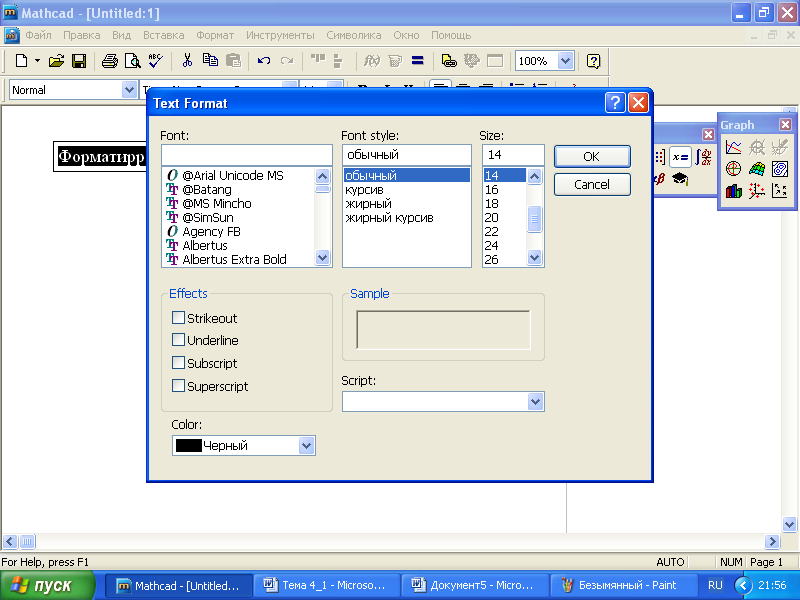 Mathcad - [Untitled:1]
Файл Правка Вид Вставка Формат Инструменты Символика Окно Помощь
100%
Normal
Text Format
Graph
Font:
Font style:
Size:
обычный
14
OK
Cancel
@Arial Unicode MS
@Batang
@MS Mincho
@SimSun
Agency FB
Albertus
Albertus Extra Bold
обычный
курсив
жирный
жирный курсив
14
16
18
20
22
24
26
Форматирр
Effects
Strikeout
Underline
Subscript
Superscript
Sample
Script:
Color:
Черный
For Help, press F1
AUTO
NUM
Page 1
пуск
Mathcad - [Untitled...
Тема 4_1 - Microso...
Документ5 - Micro...
Безымянный - Paint
RU
21:56